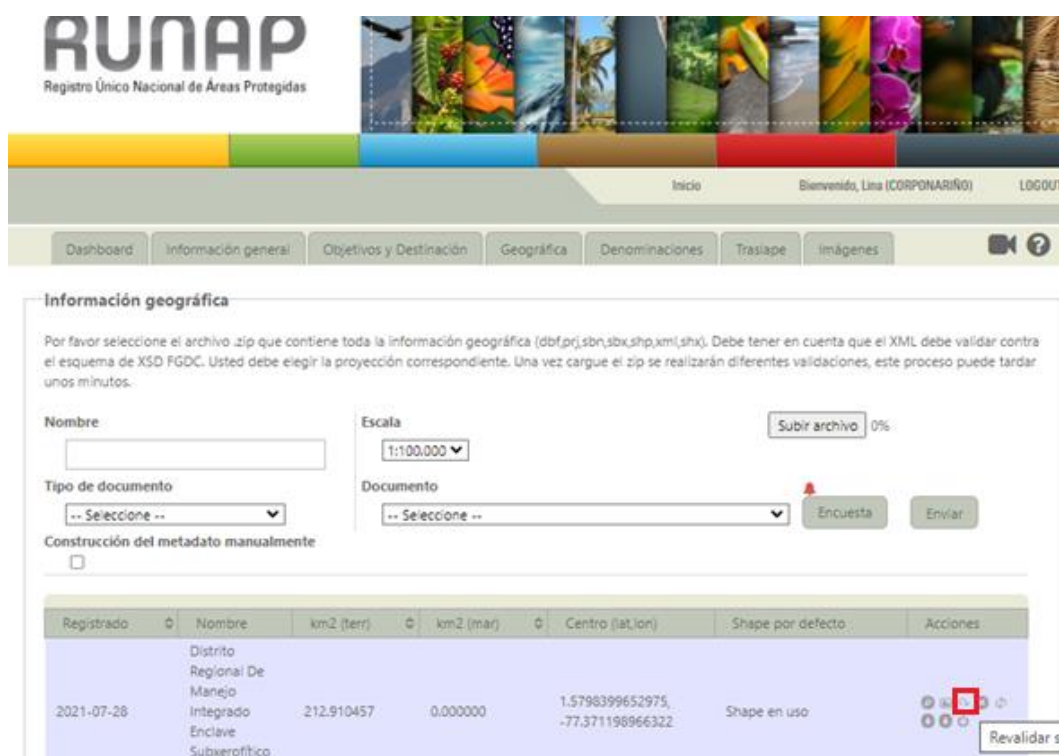 RUNAP
Registro Único Nacional de Áreas Protegidas
Inicio Bienvenido, Lina (CORPONARIÑO) LOGOUT
Dashboard Información general Objetivos y Destinación Geográfica Denominaciones Traslape Imágenes
Información geográfica
Por favor seleccione el archivo .zip que contiene toda la información geográfica (dbf,prj,sbn,sbx,shp,xml,shx). Debe tener en cuenta que el XML debe validar contra
el esquema de XSD FGDC. Usted debe elegir la proyección correspondiente. Una vez cargue el zip se realizarán diferentes validaciones, este proceso puede tardar
unos minutos.
Nombre Escala
Subir archivo 0%
1:100.000
Tipo de documento Documento
-- Seleccione -- -- Seleccione -- Encuesta Enviar
Construcción del metadato manualmente
Registrado Nombre km2 (terr) km2 (mar) Centro (lat,lon) Shape por defecto Acciones
Distrito
Regional De
Manejo
2021-07-28 Integrado 212.910457 0.000000 1.5798399652975, Shape en uso
Enclave -77.371198966322
Subxerofítico
Revalidar s